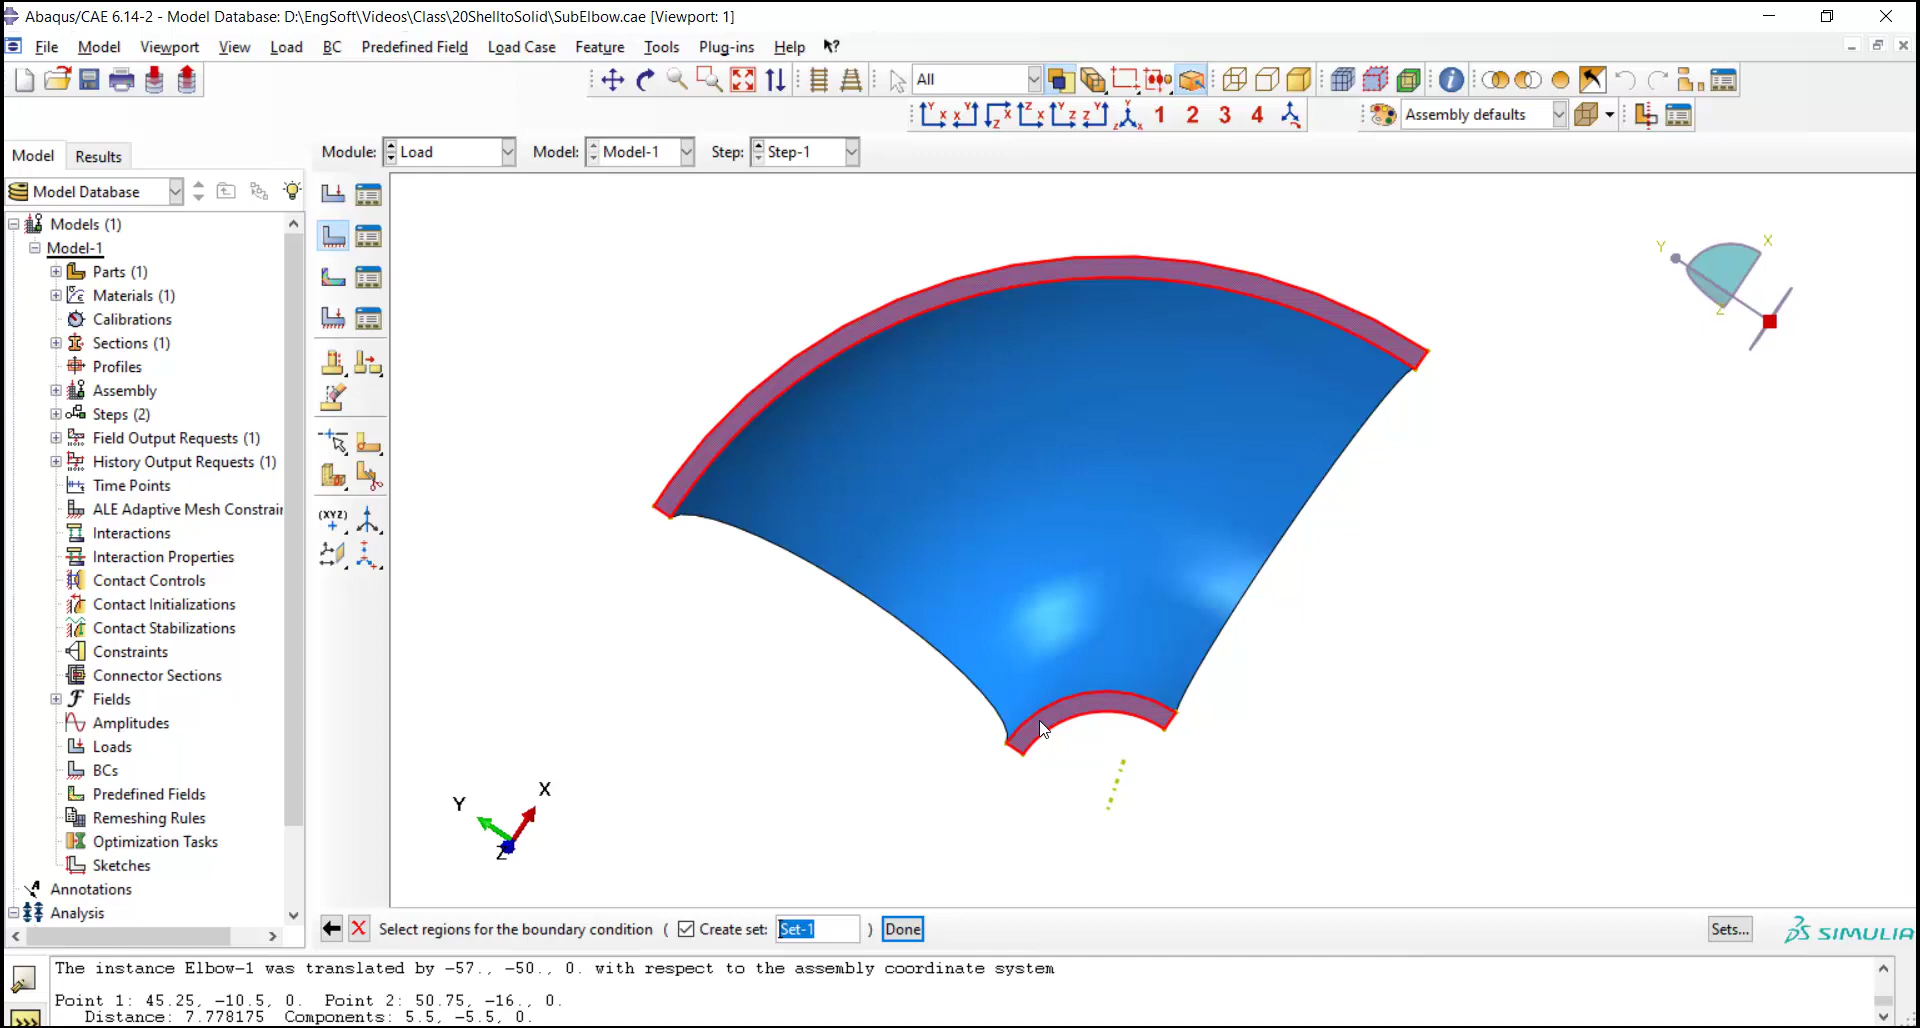 Abaqus/CAE 6.14-2 - Model Database: D:\EngSoft\Videos\Class\20ShelltoSolid\SubElbow.cae [Viewport: 1]
File Model Viewport View Load BC Predefined Field Load Case Feature Tools Plug-ins Help
All
1 2 3 4 Assembly defaults
Model Results
Module: Load Model: Model-1 Step: Step-1
Model Database
Models (1)
Model-1
Parts (1)
Materials (1)
Calibrations
Sections (1)
Profiles
Assembly
Steps (2)
Field Output Requests (1)
History Output Requests (1)
Time Points
ALE Adaptive Mesh Constrai
Interactions
Interaction Properties
Contact Controls
Contact Initializations
Contact Stabilizations
Constraints
Connector Sections
Fields
Amplitudes
Loads
BCs
Predefined Fields
Remeshing Rules
Optimization Tasks
Sketches
Annotations
Analysis
(XYZ)
Y X
Z
Y X
Z
Select regions for the boundary condition ( Create set: Set-1 ) Done
Sets...
SIMULIA
The instance Elbow-1 was translated by -57., -50., 0. with respect to the assembly coordinate system
Point 1: 45.25, -10.5, 0. Point 2: 50.75, -16., 0.
Distance: 7.778175 Components: 5.5, -5.5, 0.